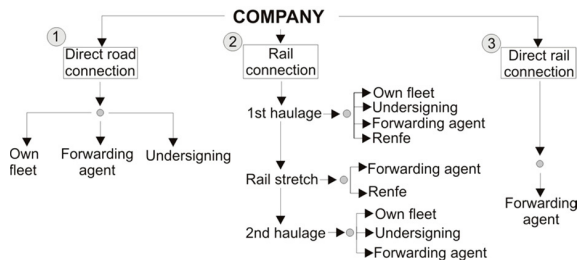 COMPANY
1
Direct road
connection
2
Rail
connection
3
Direct rail
connection
Own
fleet
Forwarding
agent
Undersigning
1st haulage
Own fleet
Undersigning
Forwarding agent
Renfe
Rail stretch
Forwarding agent
Renfe
2nd haulage
Own fleet
Undersigning
Forwarding agent
Forwarding
agent